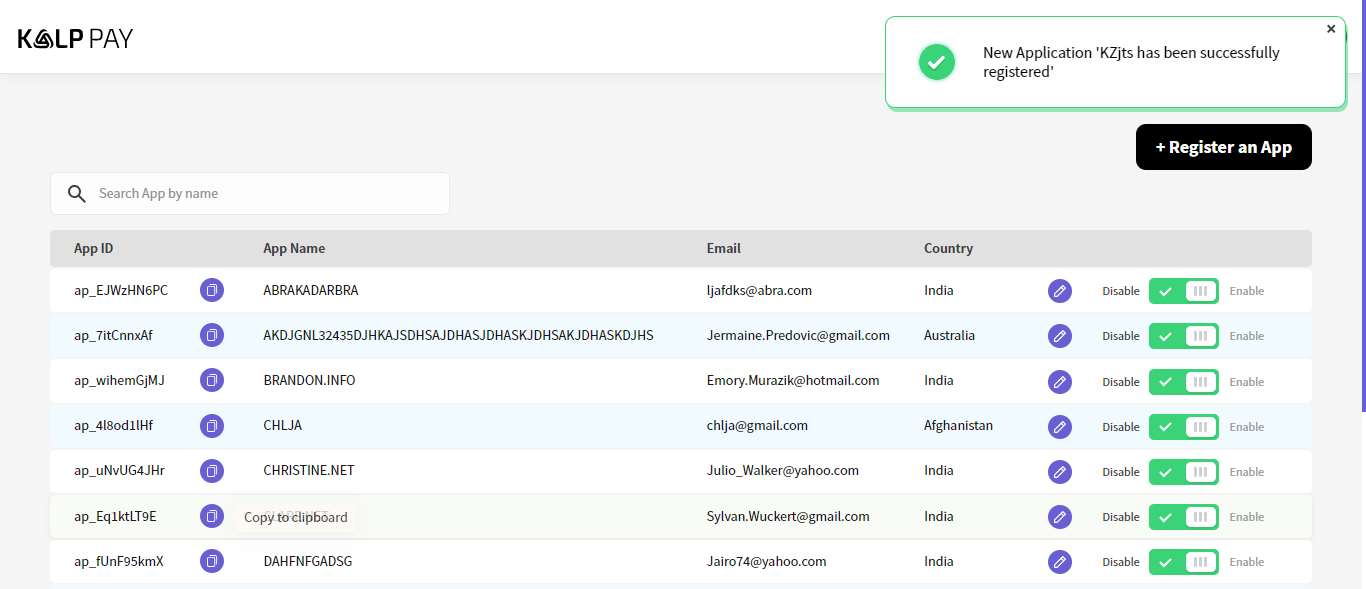 KALP PAY
×
New Application 'KZjts has been successfully
registered'
+ Register an App
Search App by name
App ID App Name Email Country
ap_EJWzHN6PC ABRAKADARBRA ljafdks@abra.com India Disable Enable
ap_7itCnnxAf AKDJGNL32435DJHKAJSDHSAJDHASJDHASKJDHSAKJDHASKDJHS Jermaine.Predovic@gmail.com Australia Disable Enable
ap_wihemGjMJ BRANDON.INFO Emory.Murazik@hotmail.com India Disable Enable
ap_4l8od1lHf CHLJA chlja@gmail.com Afghanistan Disable Enable
ap_uNvUG4JHr CHRISTINE.NET Julio_Walker@yahoo.com India Disable Enable
ap_Eq1ktLT9E Copy to clipboard Sylvan.Wuckert@gmail.com India Disable Enable
ap_fUnF95kmX DAHFNFGADSG Jairo74@yahoo.com India Disable Enable